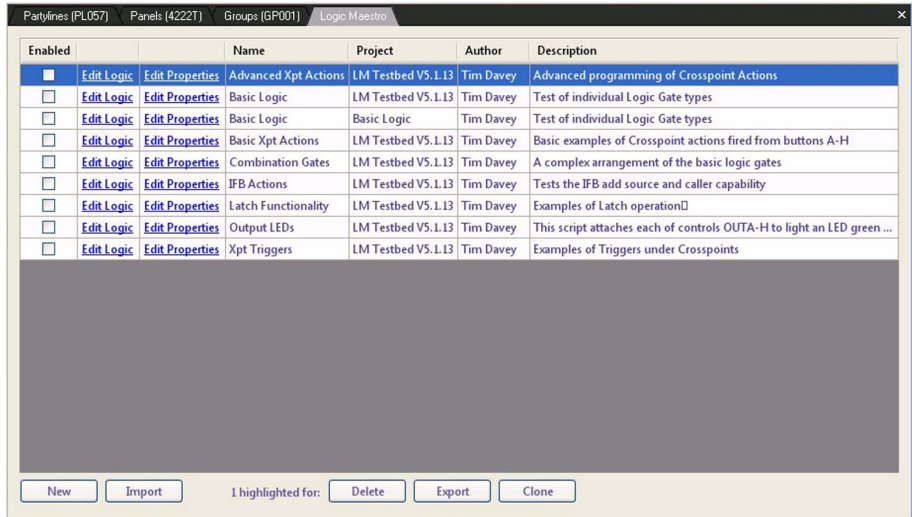 Partylines (PL057) Panels (4222T) Groups (GP001) Logic Maestro
Enabled Name Project Author Description
Edit Logic Edit Properties Advanced Xpt Actions LM Testbed V5.1.13 Tim Davey Advanced programming of Crosspoint Actions
Edit Logic Edit Properties Basic Logic LM Testbed V5.1.13 Tim Davey Test of individual Logic Gate types
Edit Logic Edit Properties Basic Logic Basic Logic Tim Davey Test of individual Logic Gate types
Edit Logic Edit Properties Basic Xpt Actions LM Testbed V5.1.13 Tim Davey Basic examples of Crosspoint actions fired from buttons A-H
Edit Logic Edit Properties Combination Gates LM Testbed V5.1.13 Tim Davey A complex arrangement of the basic logic gates
Edit Logic Edit Properties IFB Actions LM Testbed V5.1.13 Tim Davey Tests the IFB add source and caller capability
Edit Logic Edit Properties Latch Functionality LM Testbed V5.1.13 Tim Davey Examples of Latch operation▯
Edit Logic Edit Properties Output LEDs LM Testbed V5.1.13 Tim Davey This script attaches each of controls OUTA-H to light an LED green ...
Edit Logic Edit Properties Xpt Triggers LM Testbed V5.1.13 Tim Davey Examples of Triggers under Crosspoints
New Import 1 highlighted for: Delete Export Clone